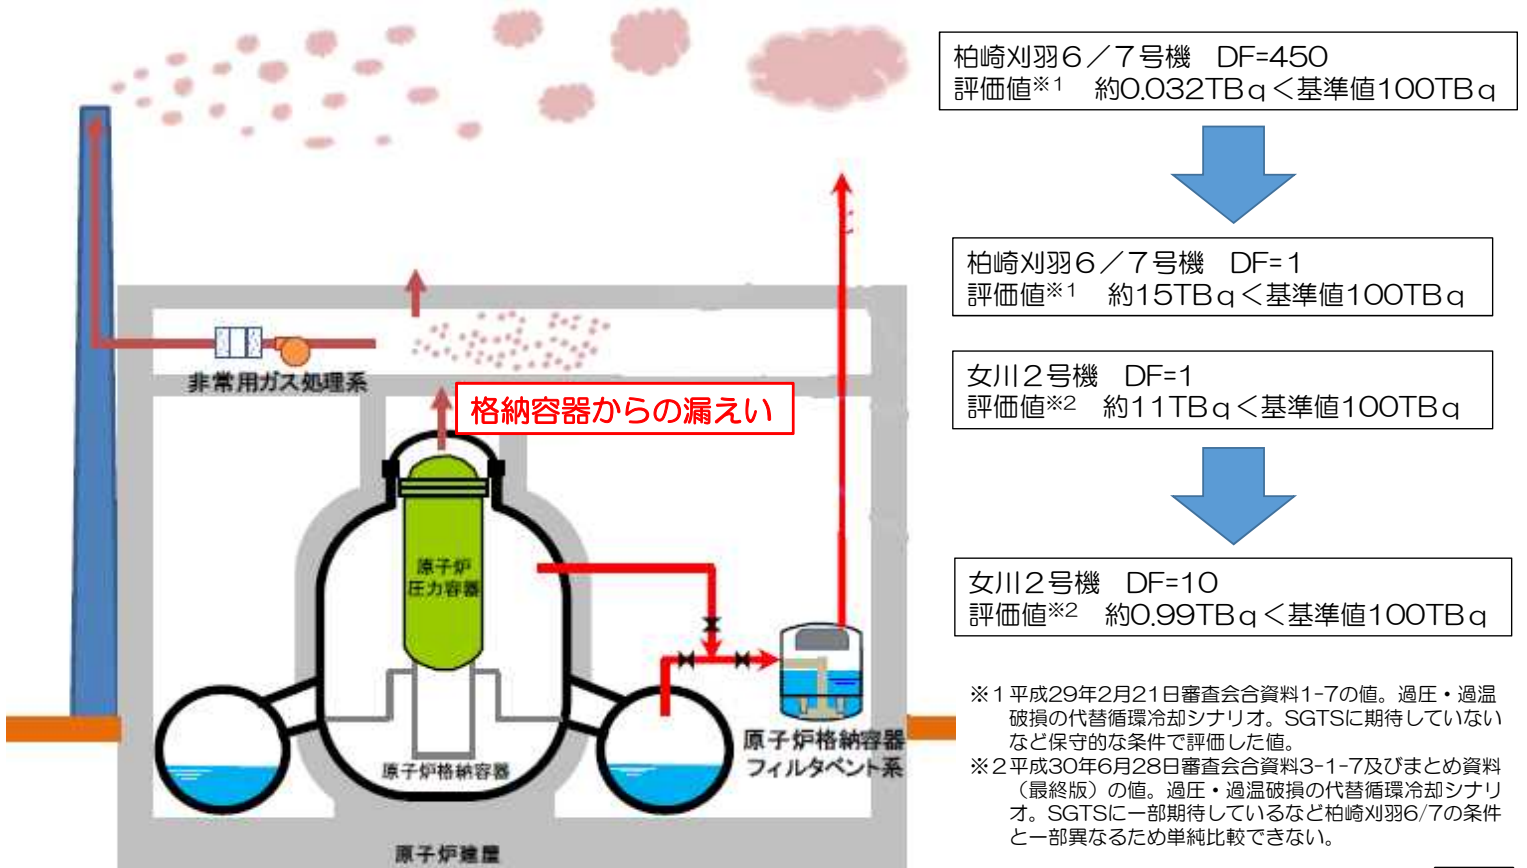 柏崎刈羽6/7号機 DF=450
評価値※1 約0.032TBq<基準値100TBq
柏崎刈羽6/7号機 DF=1
評価値※1 約15TBq<基準値100TBq
女川2号機 DF=1
評価値※2 約11TBq<基準値100TBq
女川2号機 DF=10
評価値※2 約0.99TBq<基準値100TBq
非常用ガス処理系
格納容器からの漏えい
原子炉
圧力容器
原子炉格納容器
原子炉格納容器
フィルタベント系
原子炉建屋
※1 平成29年2月21日審査会合資料1-7の値。過圧・過温
破損の代替循環冷却シナリオ。SGTSに期待していない
など保守的な条件で評価した値。
※2 平成30年6月28日審査会合資料3-1-7及びまとめ資料
(最終版)の値。過圧・過温破損の代替循環冷却シナリ
オ。SGTSに一部期待しているなど柏崎刈羽6/7の条件
と一部異なるため単純比較できない。